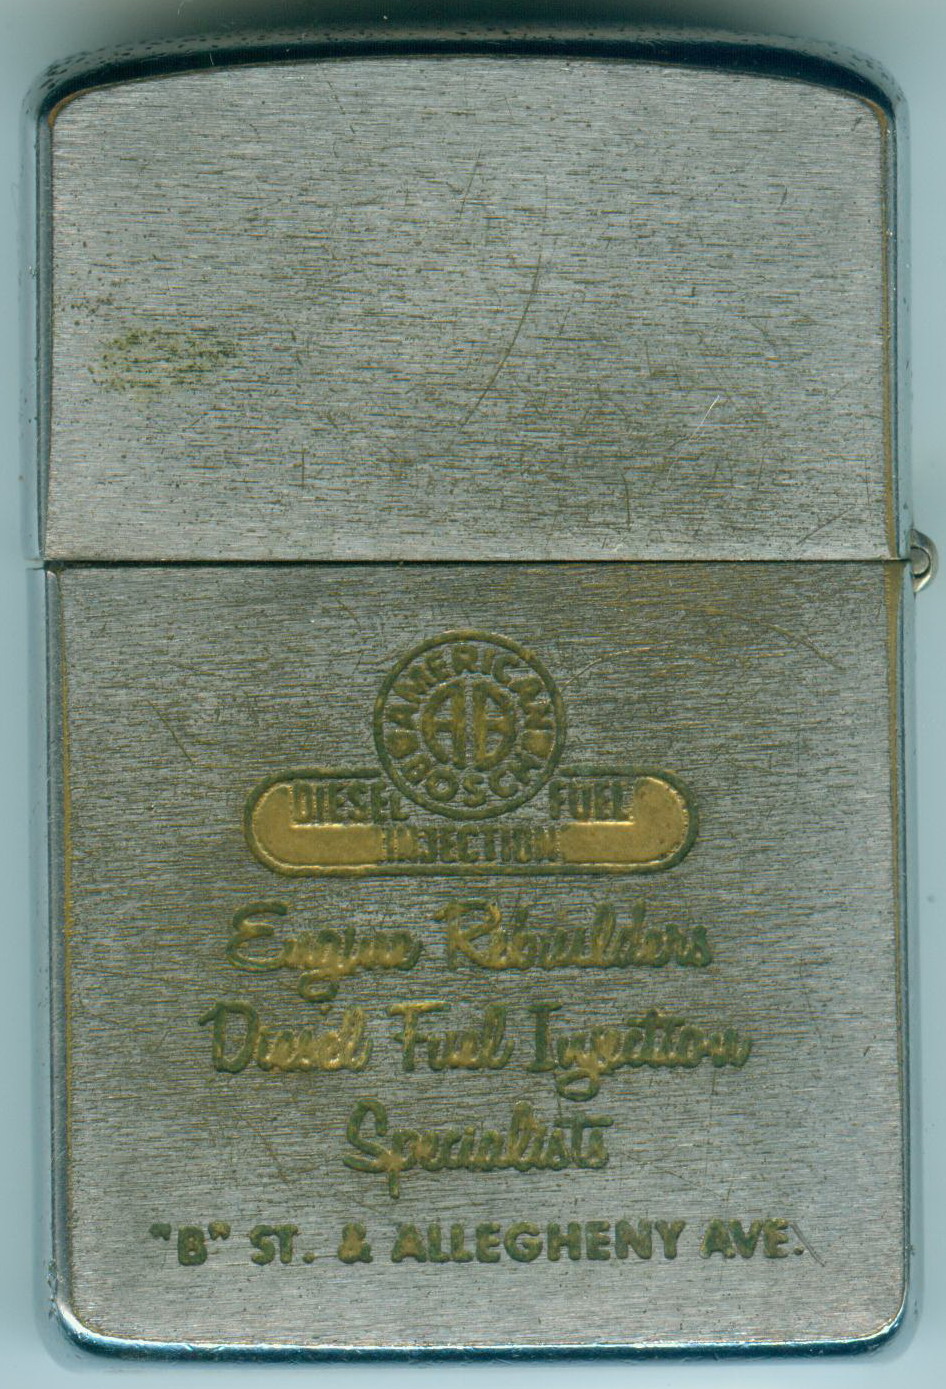 AMERICAN
AB
BOSCH
DIESEL FUEL
INJECTION
Engine Rebuilders
Diesel Fuel Injection
Specialists
"B" ST. & ALLEGHENY AVE.